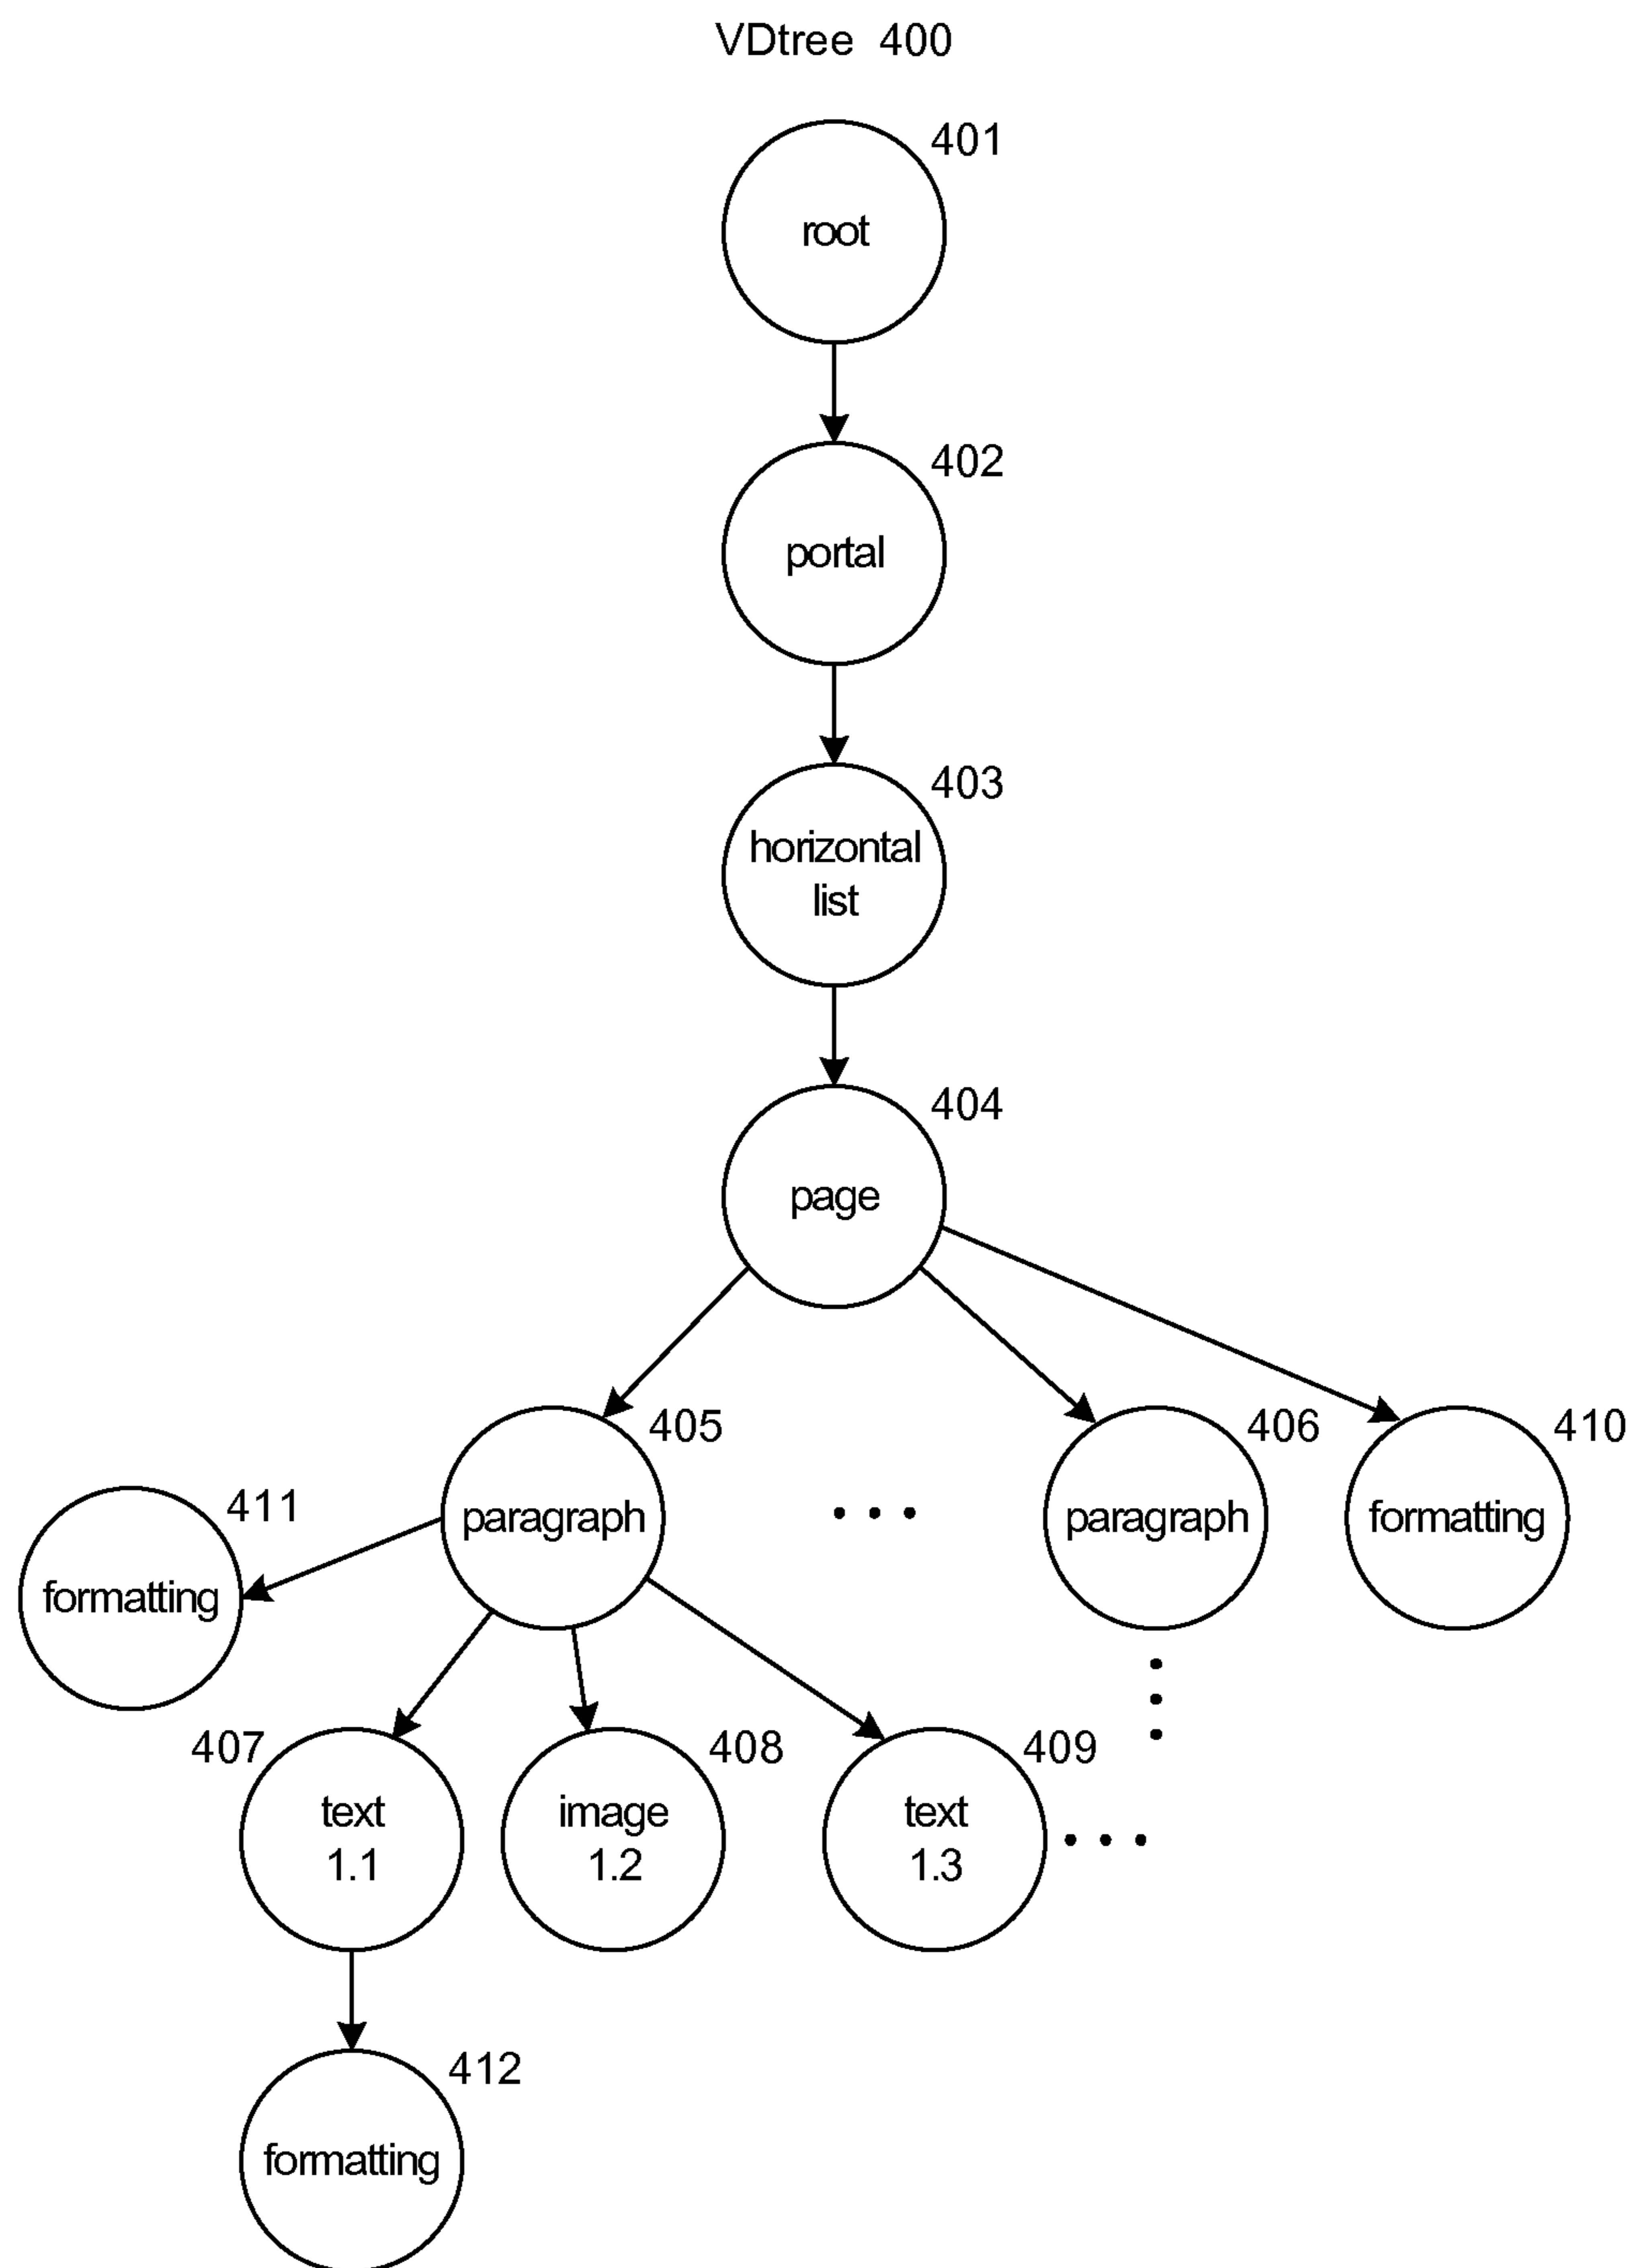 VDtree 400
401
root
402
portal
403
horizontal
list
404
page
405
406
410
411
paragraph
paragraph
formatting
formatting
407
408
409
text
1.1
image
1.2
text
1.3
412
formatting